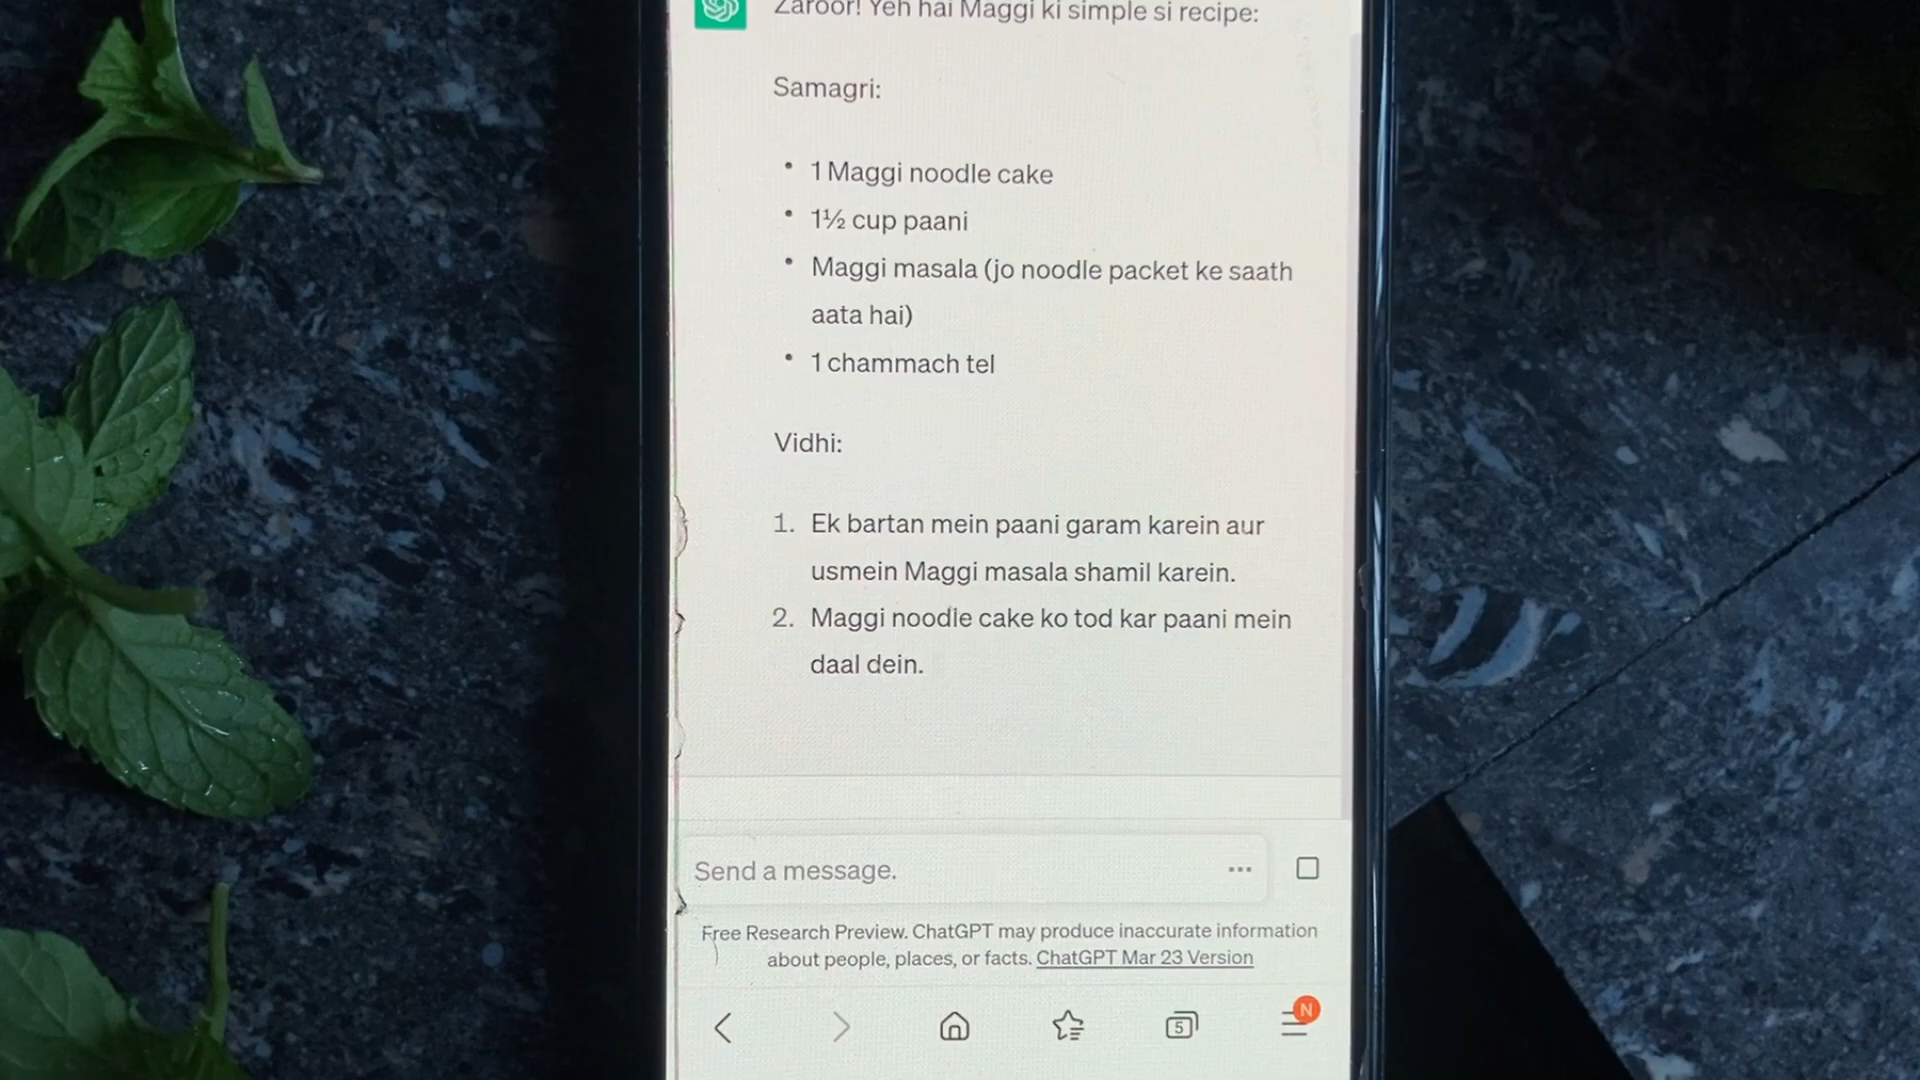 Zaroor! Yeh hai Maggi ki simple si recipe:
Samagri:
• 1 Maggi noodle cake
• 1½ cup paani
• Maggi masala (jo noodle packet ke saath
aata hai)
• 1 chammach tel
Vidhi:
1. Ek bartan mein paani garam karein aur
usmein Maggi masala shamil karein.
2. Maggi noodle cake ko tod kar paani mein
daal dein.
Send a message.
Free Research Preview. ChatGPT may produce inaccurate information
about people, places, or facts. ChatGPT Mar 23 Version
5
N